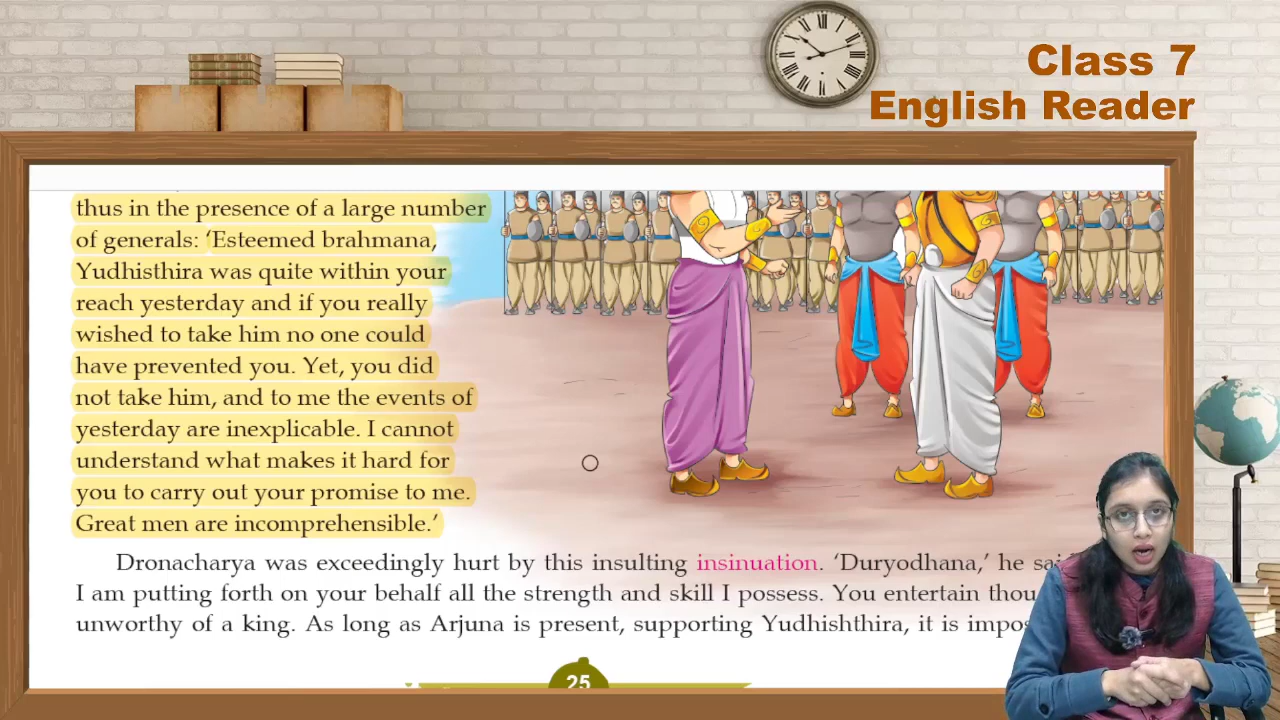 Class 7
English Reader
thus in the presence of a large number
of generals: ‘Esteemed brahmana,
Yudhisthira was quite within your
reach yesterday and if you really
wished to take him no one could
have prevented you. Yet, you did
not take him, and to me the events of
yesterday are inexplicable. I cannot
understand what makes it hard for
you to carry out your promise to me.
Great men are incomprehensible.’
Dronacharya was exceedingly hurt by this insulting insinuation. ‘Duryodhana,’ he
I am putting forth on your behalf all the strength and skill I possess. You entertain
unworthy of a king. As long as Arjuna is present, supporting Yudhishthira, it is
25